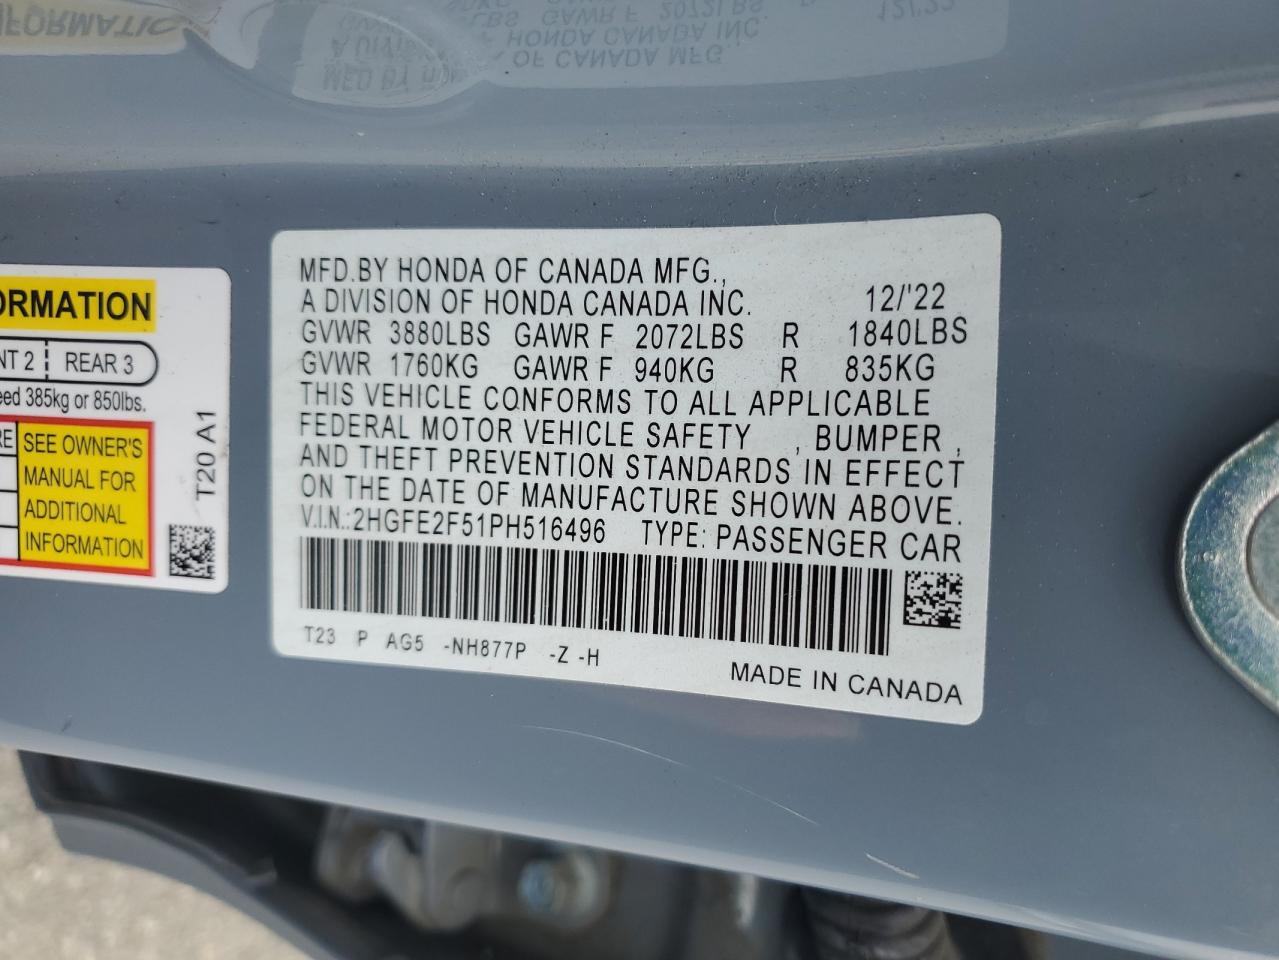 MFD.BY HONDA OF CANADA MFG.,
A DIVISION OF HONDA CANADA INC. 12/'22
GVWR 3880LBS GAWR F 2072LBS R 1840LBS
GVWR 1760KG GAWR F 940KG R 835KG
THIS VEHICLE CONFORMS TO ALL APPLICABLE
FEDERAL MOTOR VEHICLE SAFETY , BUMPER ,
AND THEFT PREVENTION STANDARDS IN EFFECT
ON THE DATE OF MANUFACTURE SHOWN ABOVE.
V.I.N.:2HGFE2F51PH516496 TYPE: PASSENGER CAR
T23 P AG5 -NH877P -Z -H
MADE IN CANADA
2 REAR 3
385kg or 850lbs.
SEE OWNER'S
MANUAL FOR
ADDITIONAL
INFORMATION
T20 A1